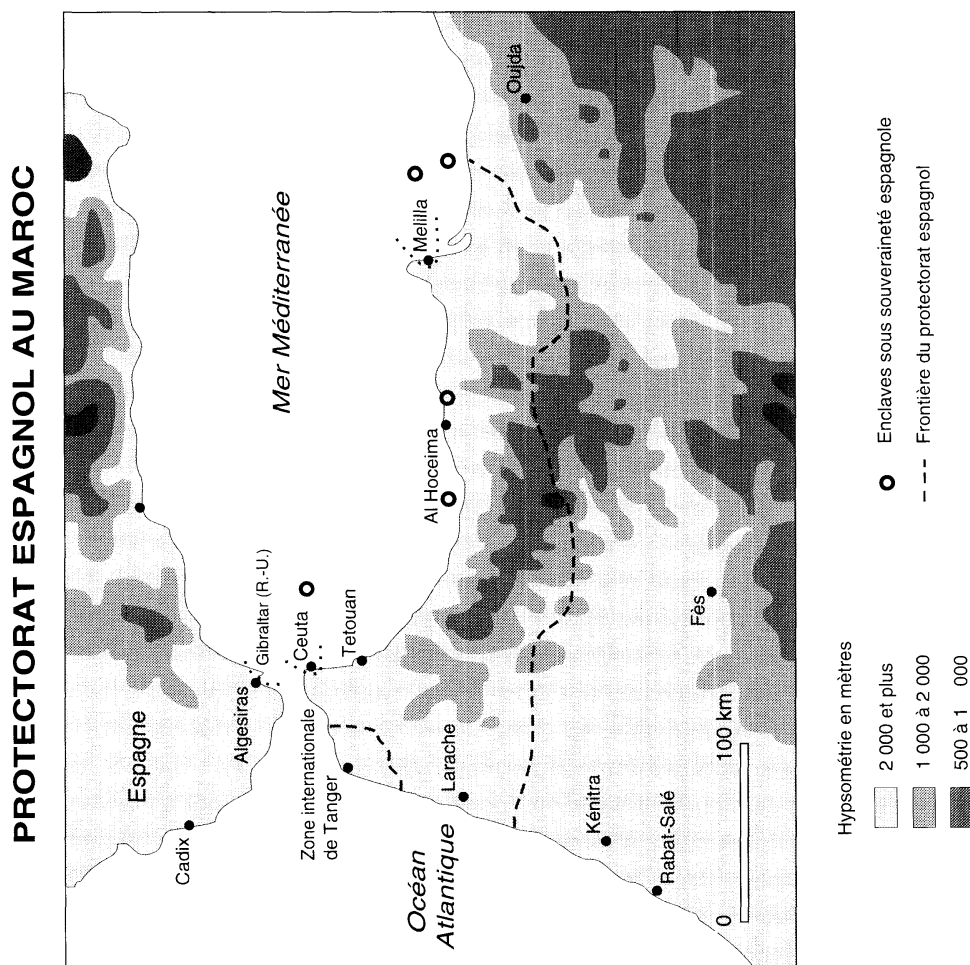 PROTECTORAT ESPAGNOL AU MAROC
Espagne
Cadix
Algesiras
Gibraltar (R.-U.)
Ceuta
Tetouan
Zone internationale
de Tanger
Mer Méditerranée
Océan
Atlantique
Larache
Al Hoceima
Melilla
Oujda
Kénitra
Rabat-Salé
Fès
0 100 km
Hypsométrie en mètres
2 000 et plus
1 000 à 2 000
500 à 1 000
Enclaves sous souveraineté espagnole
Frontière du protectorat espagnol